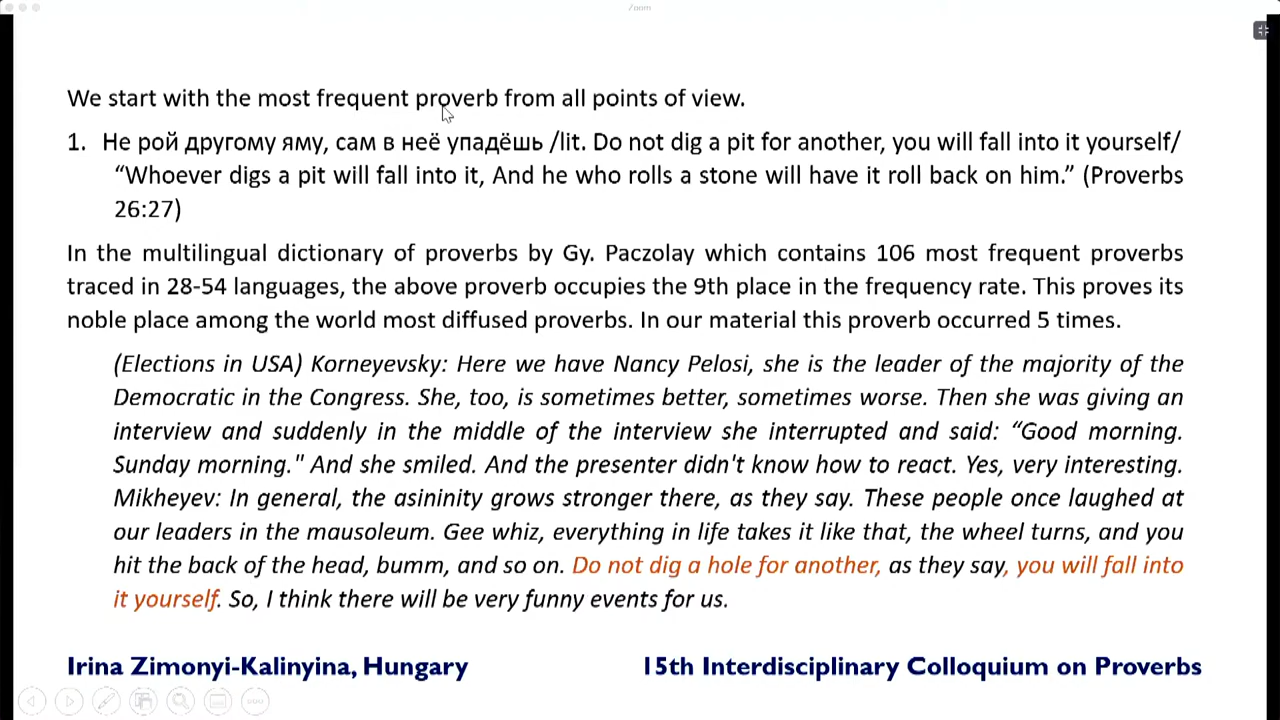 Zoom
We start with the most frequent proverb from all points of view.
1. Не рой другому яму, сам в неё упадёшь /lit. Do not dig a pit for another, you will fall into it yourself/
“Whoever digs a pit will fall into it, And he who rolls a stone will have it roll back on him.” (Proverbs
26:27)
In the multilingual dictionary of proverbs by Gy. Paczolay which contains 106 most frequent proverbs
traced in 28-54 languages, the above proverb occupies the 9th place in the frequency rate. This proves its
noble place among the world most diffused proverbs. In our material this proverb occurred 5 times.
(Elections in USA) Korneyevsky: Here we have Nancy Pelosi, she is the leader of the majority of the
Democratic in the Congress. She, too, is sometimes better, sometimes worse. Then she was giving an
interview and suddenly in the middle of the interview she interrupted and said: “Good morning.
Sunday morning." And she smiled. And the presenter didn't know how to react. Yes, very interesting.
Mikheyev: In general, the asininity grows stronger there, as they say. These people once laughed at
our leaders in the mausoleum. Gee whiz, everything in life takes it like that, the wheel turns, and you
hit the back of the head, bumm, and so on. Do not dig a hole for another, as they say, you will fall into
it yourself. So, I think there will be very funny events for us.
Irina Zimonyi-Kalinyina, Hungary
15th Interdisciplinary Colloquium on Proverbs